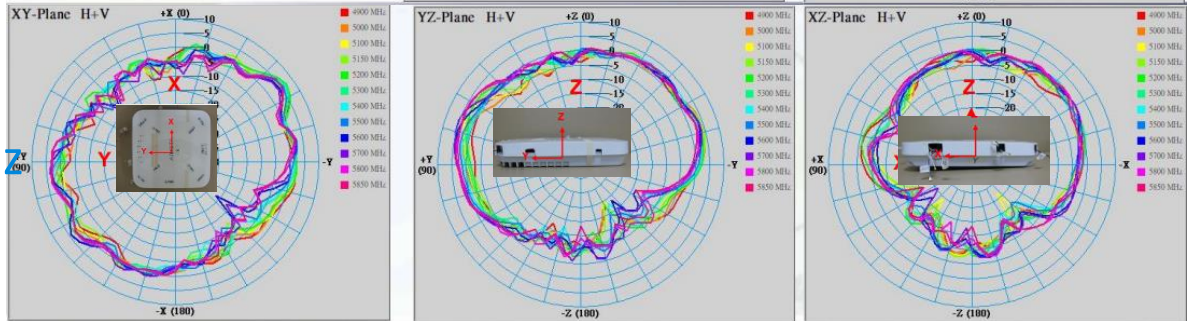 XY-Plane H+V
+X (0)
10
5
0
-5
-10
-15
X
+Y
(90)
Z
Y
X
Y
-Y
-X (180)
4900 MHz
5000 MHz
5100 MHz
5150 MHz
5200 MHz
5300 MHz
5400 MHz
5500 MHz
5600 MHz
5700 MHz
5800 MHz
5850 MHz
YZ-Plane H+V
+Z (0)
10
5
0
-5
-10
-15
Z
+Y
(90)
Z
Y
-Y
-Z (180)
4900 MHz
5000 MHz
5100 MHz
5150 MHz
5200 MHz
5300 MHz
5400 MHz
5500 MHz
5600 MHz
5700 MHz
5800 MHz
5850 MHz
XZ-Plane H+V
+Z (0)
10
5
0
-5
-10
-15
-20
Z
+X
(90)
X
Y
-X
-Z (180)
4900 MHz
5000 MHz
5100 MHz
5150 MHz
5200 MHz
5300 MHz
5400 MHz
5500 MHz
5600 MHz
5700 MHz
5800 MHz
5850 MHz